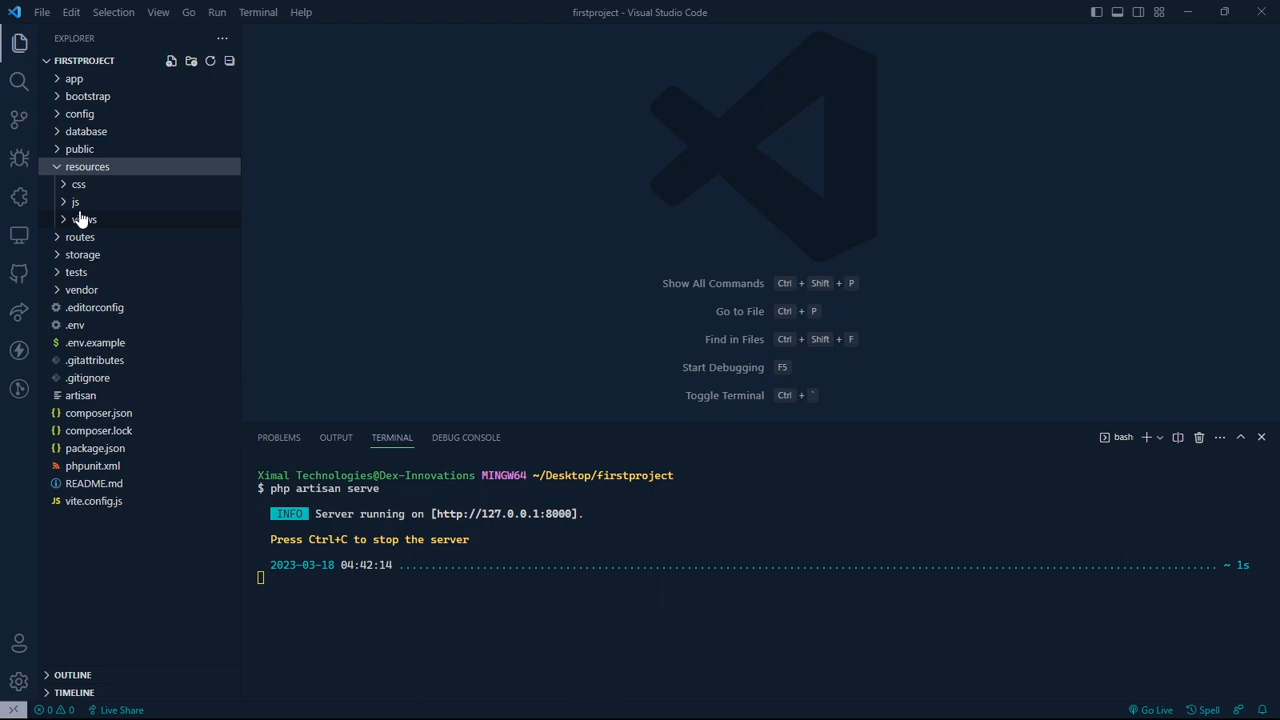 File Edit Selection View Go Run Terminal Help
firstproject - Visual Studio Code
EXPLORER
FIRSTPROJECT
app
bootstrap
config
database
public
resources
css
js
routes
storage
tests
vendor
.editorconfig
.env
$ .env.example
.gitattributes
.gitignore
artisan
{} composer.json
{} composer.lock
{} package.json
phpunit.xml
README.md
JS vite.config.js
OUTLINE
TIMELINE
Show All Commands Ctrl + Shift + P
Go to File Ctrl + P
Find in Files Ctrl + Shift + F
Start Debugging F5
Toggle Terminal Ctrl + `
PROBLEMS OUTPUT TERMINAL DEBUG CONSOLE
bash
Ximal Technologies@Dex-Innovations MINGW64 ~/Desktop/firstproject
$ php artisan serve
INFO Server running on [http://127.0.0.1:8000].
Press Ctrl+C to stop the server
2023-03-18 04:42:14 ........................................................................................................................................ ~ 1s
0 0 Live Share
Go Live Spell